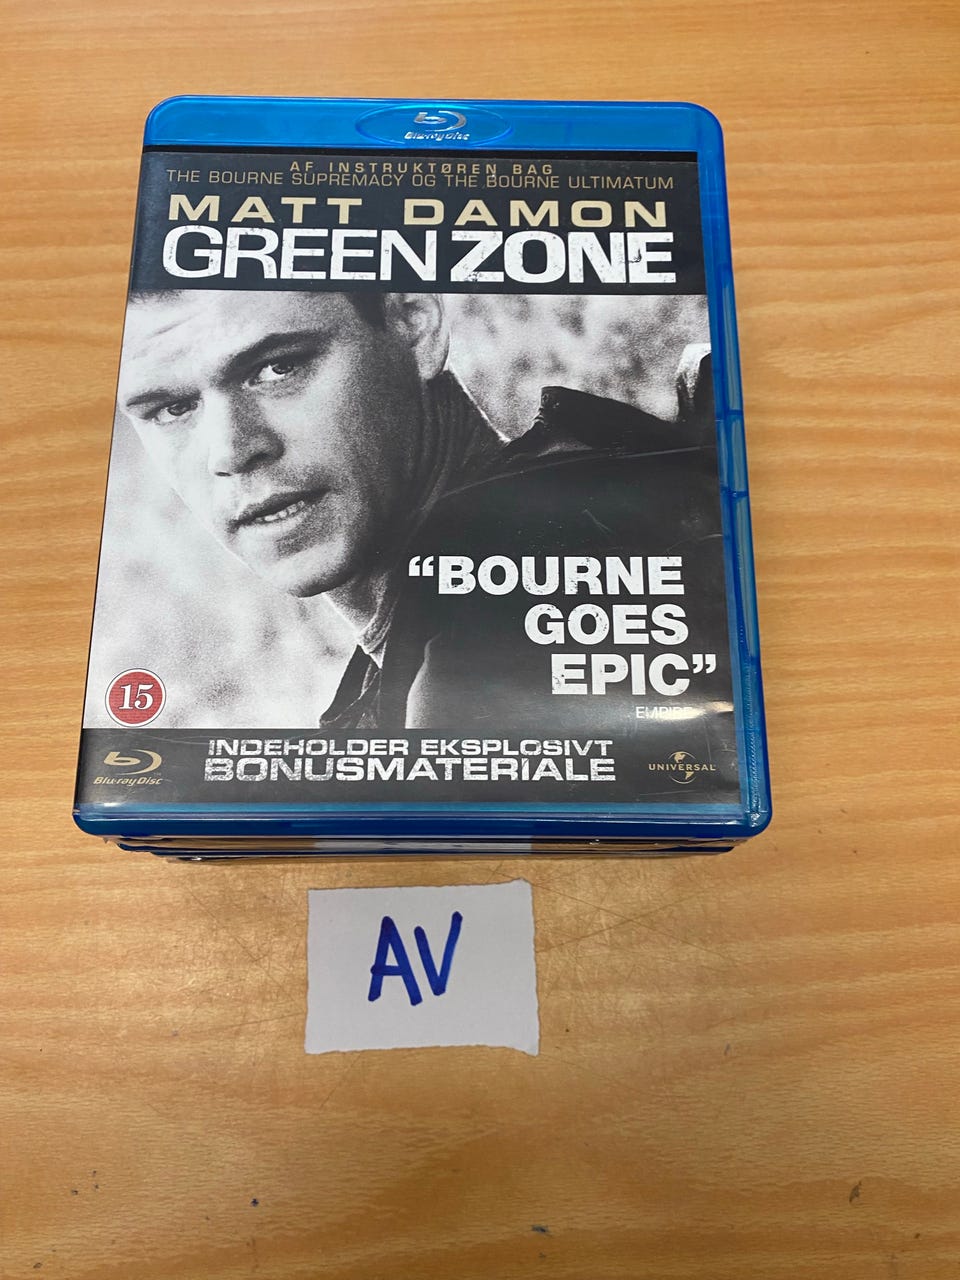 Blu-ray Disc
AF INSTRUKTØREN BAG
THE BOURNE SUPREMACY OG THE BOURNE ULTIMATUM
MATT DAMON
GREEN ZONE
"BOURNE
GOES
EPIC"
EMPIRE
15
Blu-ray Disc
INDEHOLDER EKSPLOSIVT
BONUSMATERIALE
UNIVERSAL
AV